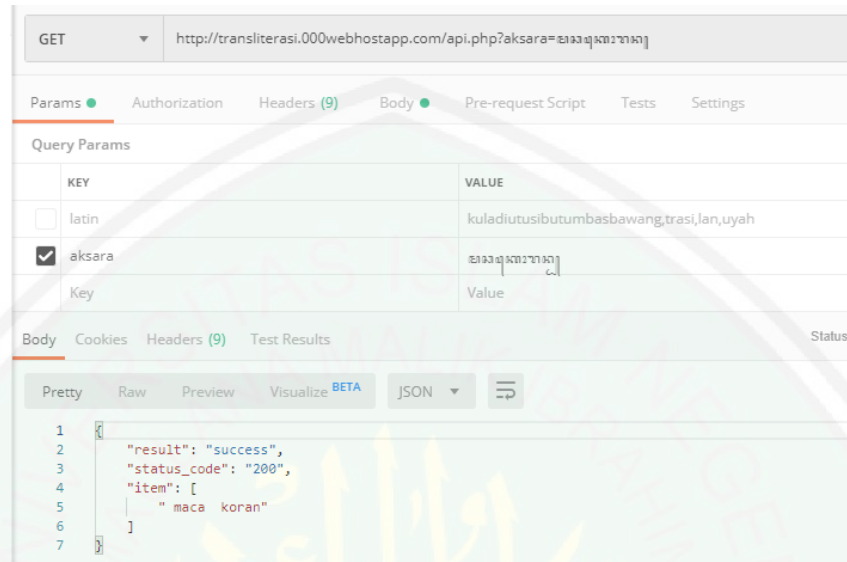 GET http://transliterasi.000webhostapp.com/api.php?aksara=
Params Authorization Headers (9) Body Pre-request Script Tests Settings
Query Params
KEY VALUE
latin kuladiutusibutumbasbawang,trasi,lan,uyah
aksara
Key Value
Body Cookies Headers (9) Test Results Status
Pretty Raw Preview Visualize BETA JSON
1 {
2 "result": "success",
3 "status_code": "200",
4 "item": [
5 " maca  koran"
6 ]
7 }